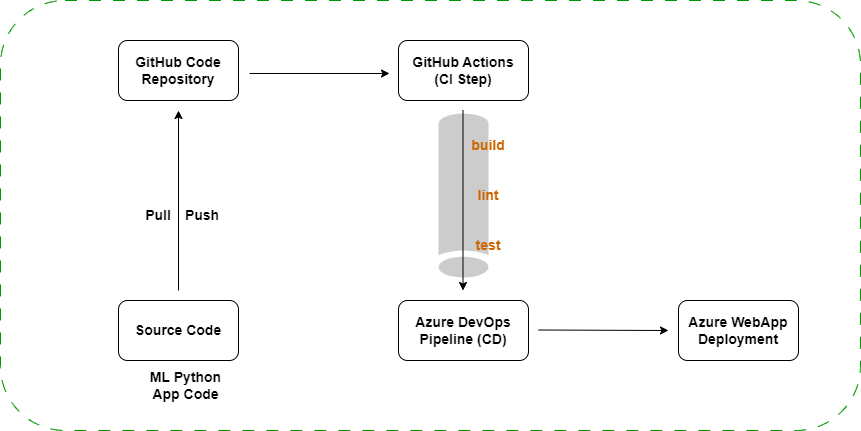 GitHub Code
Repository
GitHub Actions
(CI Step)
build
lint
Pull
Push
test
Source Code
Azure DevOps
Pipeline (CD)
Azure WebApp
Deployment
ML Python
App Code